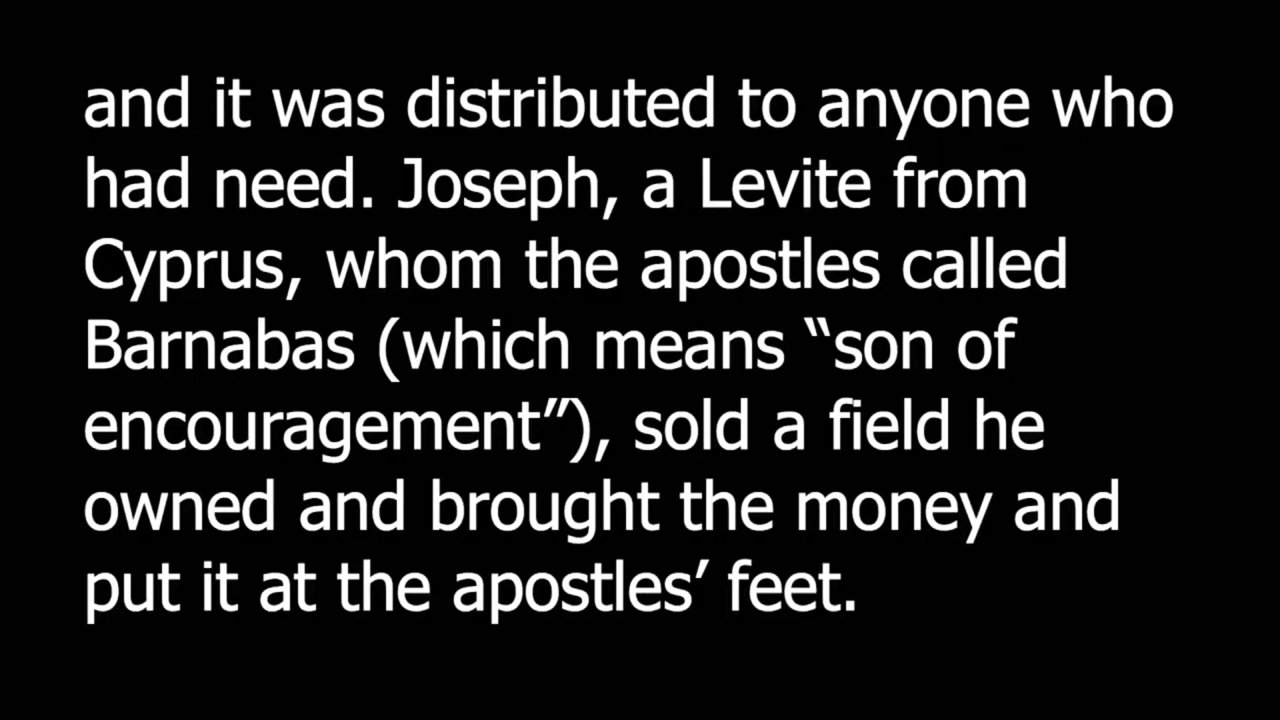 and it was distributed to anyone who
had need. Joseph, a Levite from
Cyprus, whom the apostles called
Barnabas (which means “son of
encouragement”), sold a field he
owned and brought the money and
put it at the apostles’ feet.